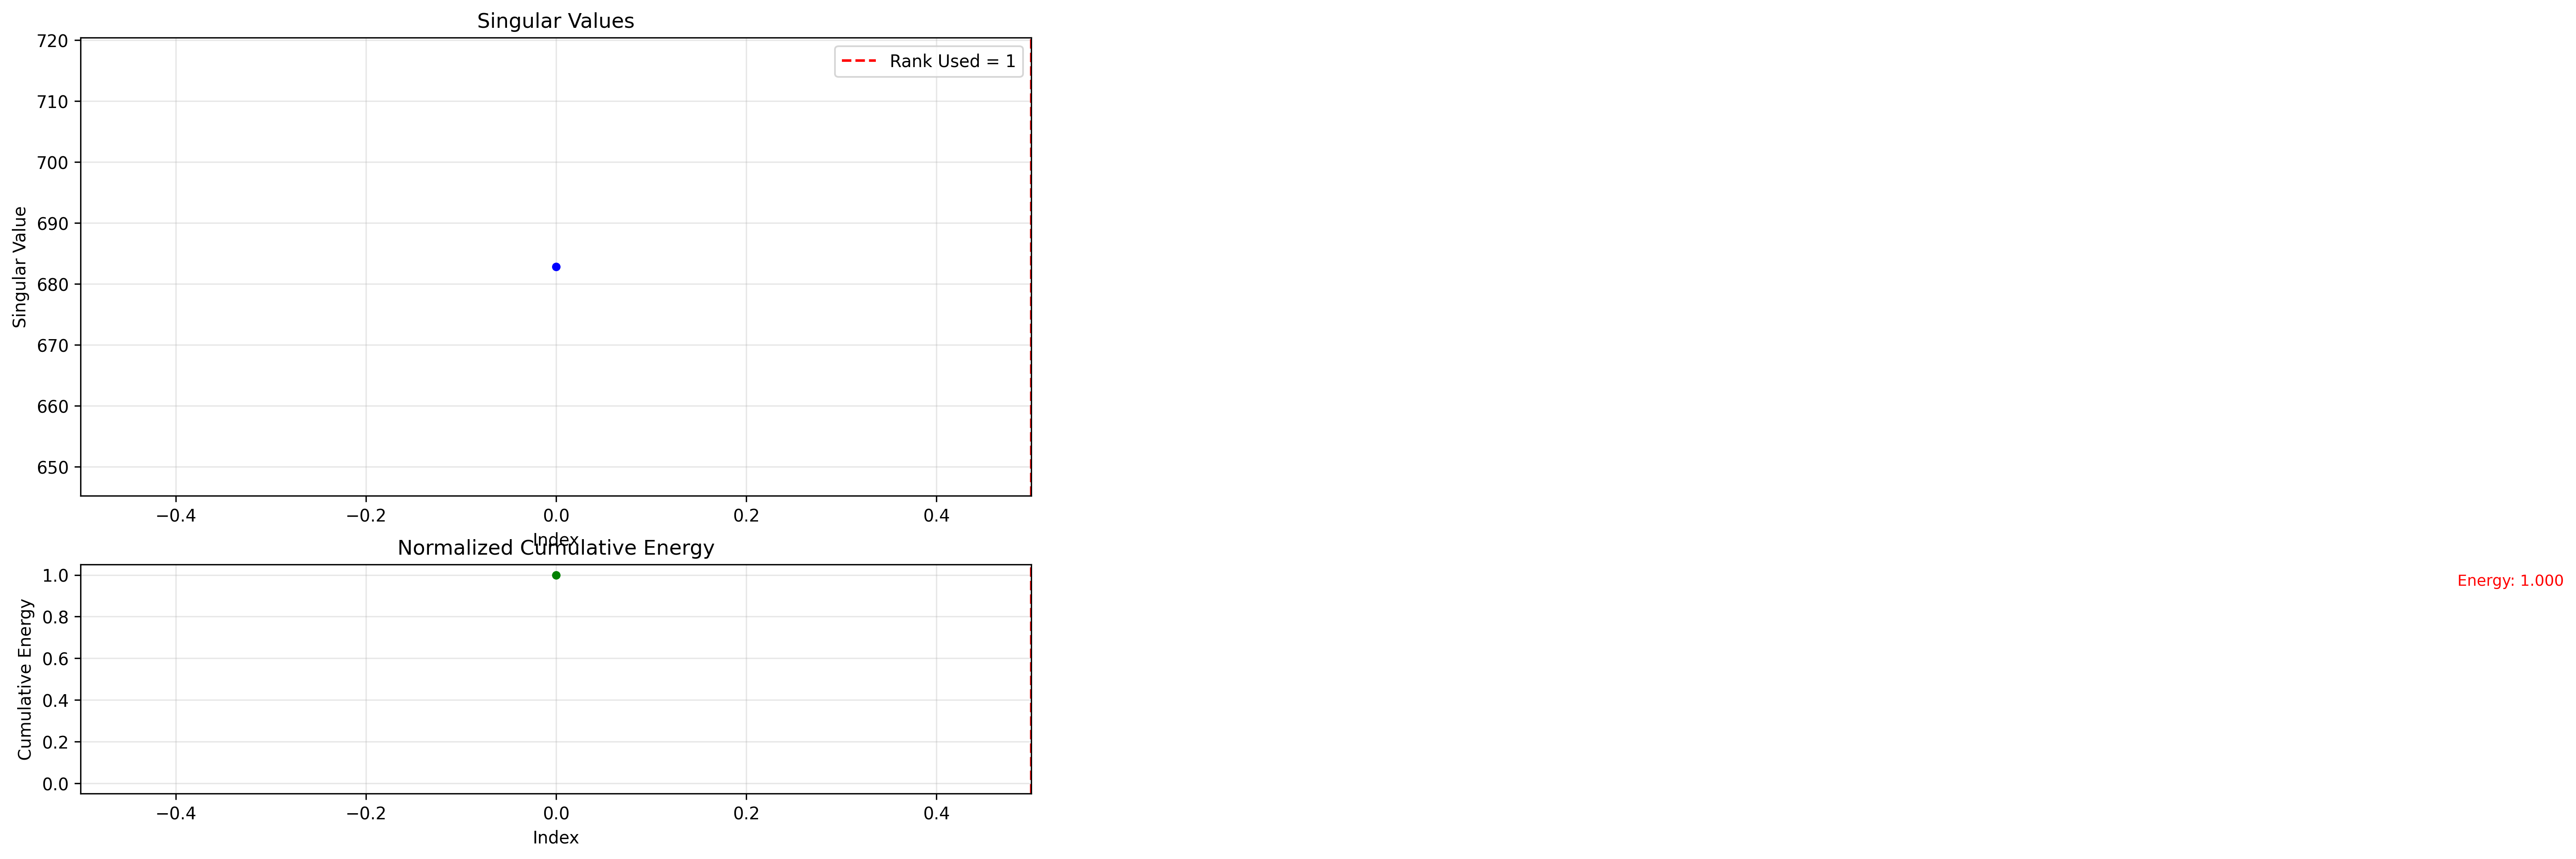 Singular Values
Rank Used = 1
720
710
700
690
680
670
660
650
Singular Value
−0.4 −0.2 0.0 0.2 0.4
Index
Normalized Cumulative Energy
1.0
0.8
0.6
0.4
0.2
0.0
Cumulative Energy
Energy: 1.000
−0.4 −0.2 0.0 0.2 0.4
Index